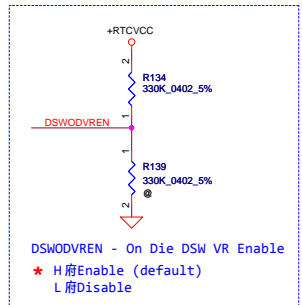 +RTCVCC
2
R134
330K_0402_5%
1
DSWODVREN
1
R139
330K_0402_5%
@
2
DSWODVREN - On Die DSW VR Enable
* H府Enable (default)
L府Disable